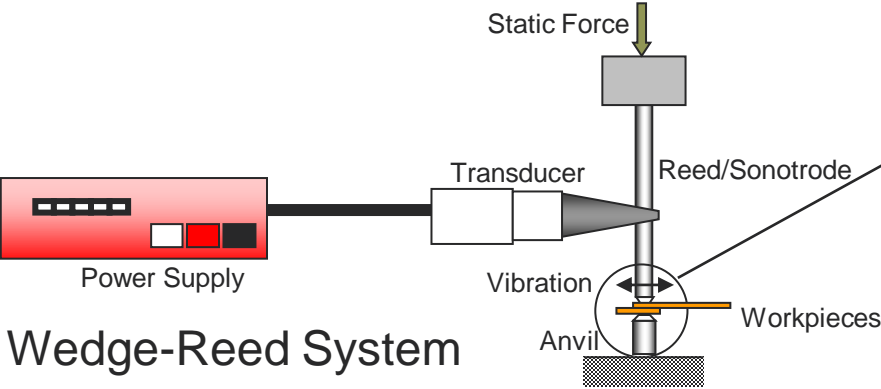 Static Force
Transducer
Reed/Sonotrode
Power Supply
Vibration
Workpieces
Anvil
Wedge-Reed System